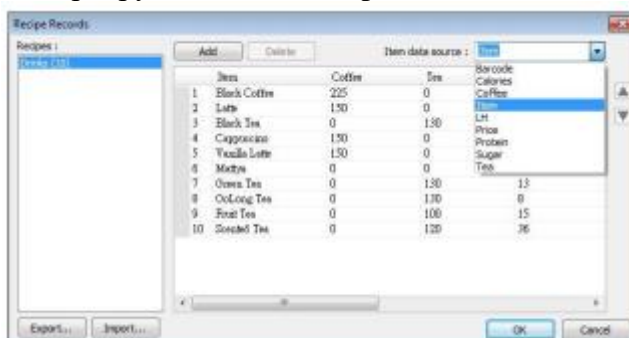 Recipe Records
Recipes :
Drinks (10)
Add Delete Item data source : Item
Barcode
Calories
Coffee
Item
LH
Price
Protein
Sugar
Tea
Item Coffee Tea
1 Black Coffee 225 0
2 Latte 150 0
3 Black Tea 0 130
4 Cappuccino 150 0
5 Vanilla Latte 150 0
6 0 0
7 Green Tea 0 130 13
8 OoLong Tea 0 130 0
9 Fruit Tea 0 100 15
10 Scented Tea 0 120 36
Export... Import... OK Cancel